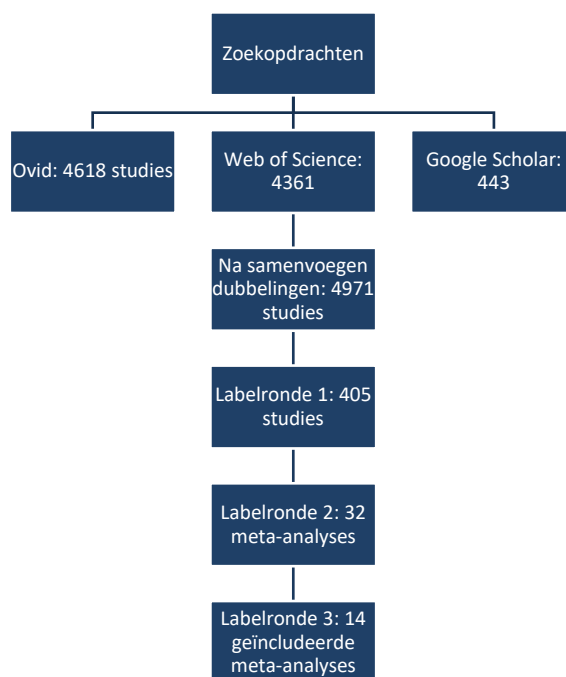 Zoekopdrachten
Ovid: 4618 studies
Web of Science:
4361
Google Scholar:
443
Na samenvoegen
dubbelingen: 4971
studies
Labelronde 1: 405
studies
Labelronde 2: 32
meta-analyses
Labelronde 3: 14
geïncludeerde
meta-analyses